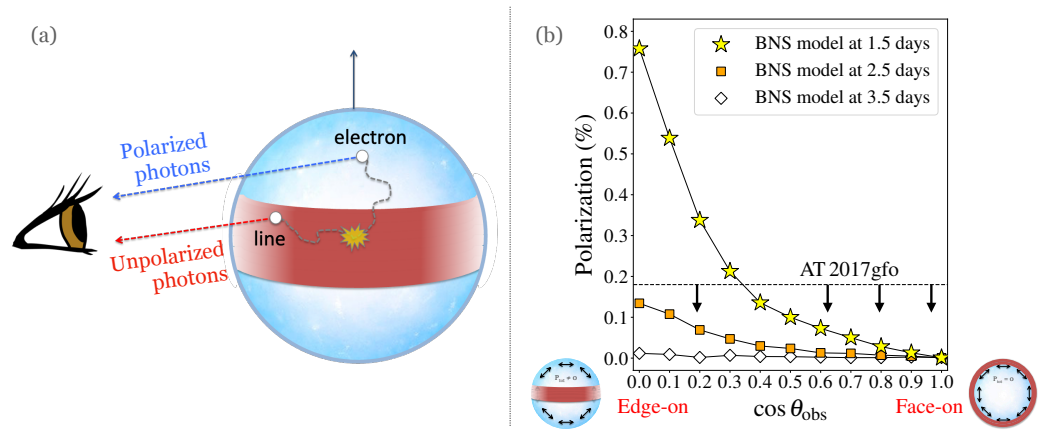 (a)
electron
Polarized
photons
line
Unpolarized
photons
(b)
BNS model at 1.5 days
BNS model at 2.5 days
BNS model at 3.5 days
Polarization (%)
0.8
0.7
0.6
0.5
0.4
0.3
0.2
0.1
0.0
AT 2017gfo
0.0 0.1 0.2 0.3 0.4 0.5 0.6 0.7 0.8 0.9 1.0
Edge-on
cos θobs
Face-on